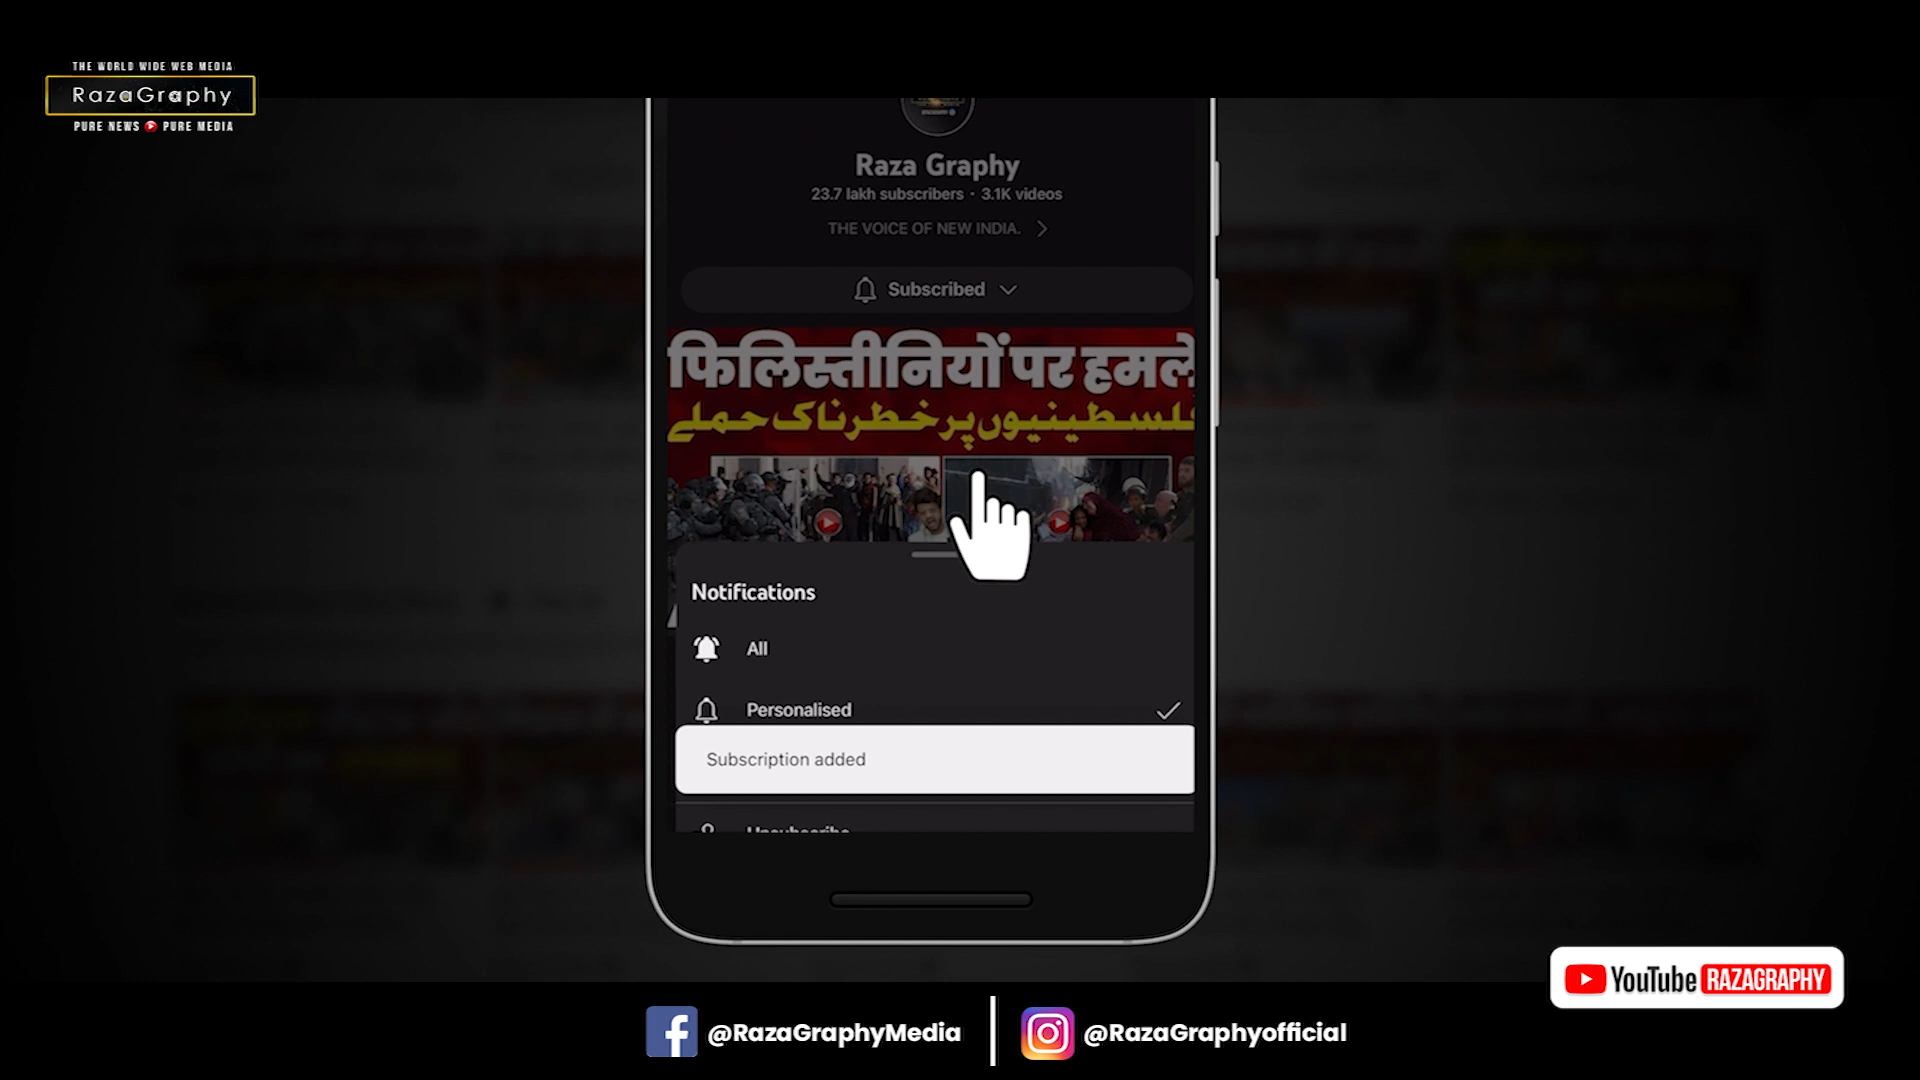 THE WORLD WIDE WEB MEDIA
RazaGraphy
PURE NEWS PURE MEDIA
Raza Graphy
23.7 lakh subscribers · 3.1K videos
THE VOICE OF NEW INDIA.
Subscribed
फिलिस्तीनियों पर हमले
فلسطینیوں پر خطرناک حملے
Notifications
All
Personalised
Subscription added
Unsubscribe
YouTube RAZAGRAPHY
@RazaGraphyMedia
@RazaGraphyofficial